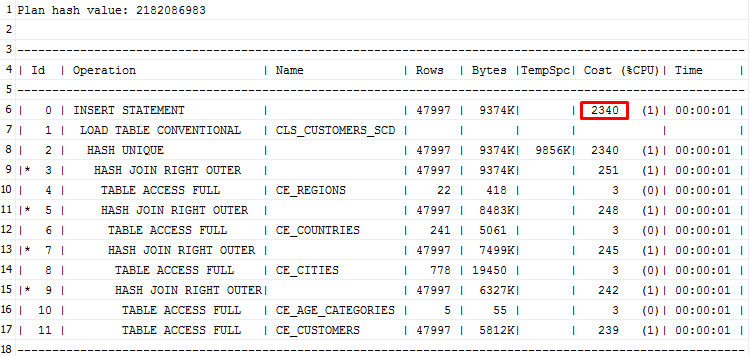 1 Plan hash value: 2182086983
2
3 --------------------------------------------------------------------------------------------------------
4 | Id  | Operation                  | Name              | Rows  | Bytes |TempSpc| Cost (%CPU)| Time     |
5 --------------------------------------------------------------------------------------------------------
6 |   0 | INSERT STATEMENT           |                   | 47997 |  9374K|       |  2340   (1)| 00:00:01 |
7 |   1 |  LOAD TABLE CONVENTIONAL   | CLS_CUSTOMERS_SCD |       |       |       |            |          |
8 |   2 |   HASH UNIQUE              |                   | 47997 |  9374K|  9856K|  2340   (1)| 00:00:01 |
9 |*  3 |    HASH JOIN RIGHT OUTER   |                   | 47997 |  9374K|       |   251   (1)| 00:00:01 |
10 |   4 |     TABLE ACCESS FULL      | CE_REGIONS        |    22 |   418 |       |     3   (0)| 00:00:01 |
11 |*  5 |     HASH JOIN RIGHT OUTER  |                   | 47997 |  8483K|       |   248   (1)| 00:00:01 |
12 |   6 |      TABLE ACCESS FULL     | CE_COUNTRIES      |   241 |  5061 |       |     3   (0)| 00:00:01 |
13 |*  7 |      HASH JOIN RIGHT OUTER |                   | 47997 |  7499K|       |   245   (1)| 00:00:01 |
14 |   8 |       TABLE ACCESS FULL    | CE_CITIES         |   778 | 19450 |       |     3   (0)| 00:00:01 |
15 |*  9 |       HASH JOIN RIGHT OUTER|                   | 47997 |  6327K|       |   242   (1)| 00:00:01 |
16 |  10 |        TABLE ACCESS FULL   | CE_AGE_CATEGORIES |     5 |    55 |       |     3   (0)| 00:00:01 |
17 |  11 |        TABLE ACCESS FULL   | CE_CUSTOMERS      | 47997 |  5812K|       |   239   (1)| 00:00:01 |
18 --------------------------------------------------------------------------------------------------------